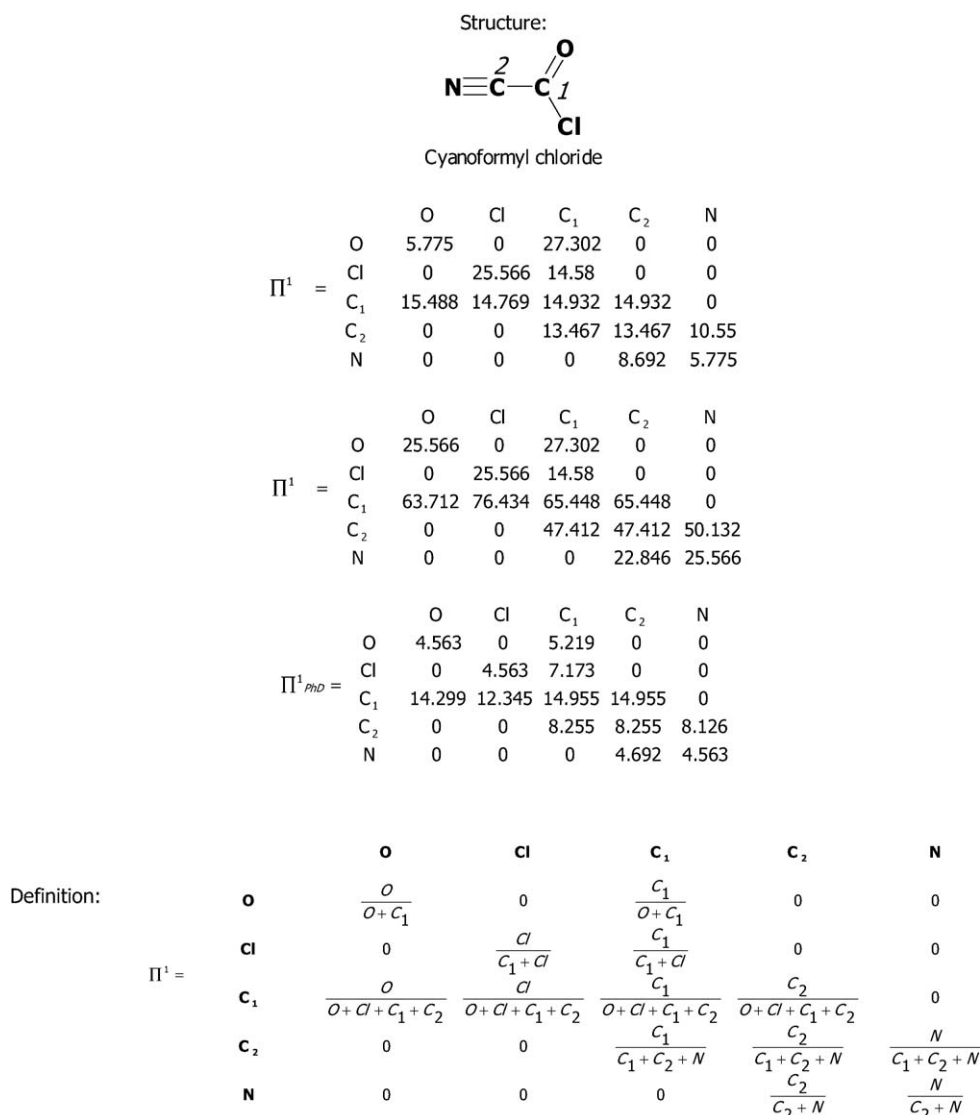 Structure:
O
2
N C C 1
Cl
Cyanoformyl chloride
O Cl C1 C2 N
O 5.775 0 27.302 0 0
Cl 0 25.566 14.58 0 0
Π1 =
C1 15.488 14.769 14.932 14.932 0
C2 0 0 13.467 13.467 10.55
N 0 0 0 8.692 5.775
O Cl C1 C2 N
O 25.566 0 27.302 0 0
Cl 0 25.566 14.58 0 0
Π1 =
C1 63.712 76.434 65.448 65.448 0
C2 0 0 47.412 47.412 50.132
N 0 0 0 22.846 25.566
O Cl C1 C2 N
O 4.563 0 5.219 0 0
Cl 0 4.563 7.173 0 0
Π1PhD =
C1 14.299 12.345 14.955 14.955 0
C2 0 0 8.255 8.255 8.126
N 0 0 0 4.692 4.563
O Cl C1 C2 N
Definition:
O O/O + C1 0 C1/O + C1 0 0
Cl 0 Cl/C1 + Cl C1/C1 + Cl 0 0
Π1 =
C1 O/O + Cl + C1 + C2 Cl/O + Cl + C1 + C2 C1/O + Cl + C1 + C2 C2/O + Cl + C1 + C2 0
C2 0 0 C1/C1 + C2 + N C2/C1 + C2 + N N/C1 + C2 + N
N 0 0 0 C2/C2 + N N/C2 + N